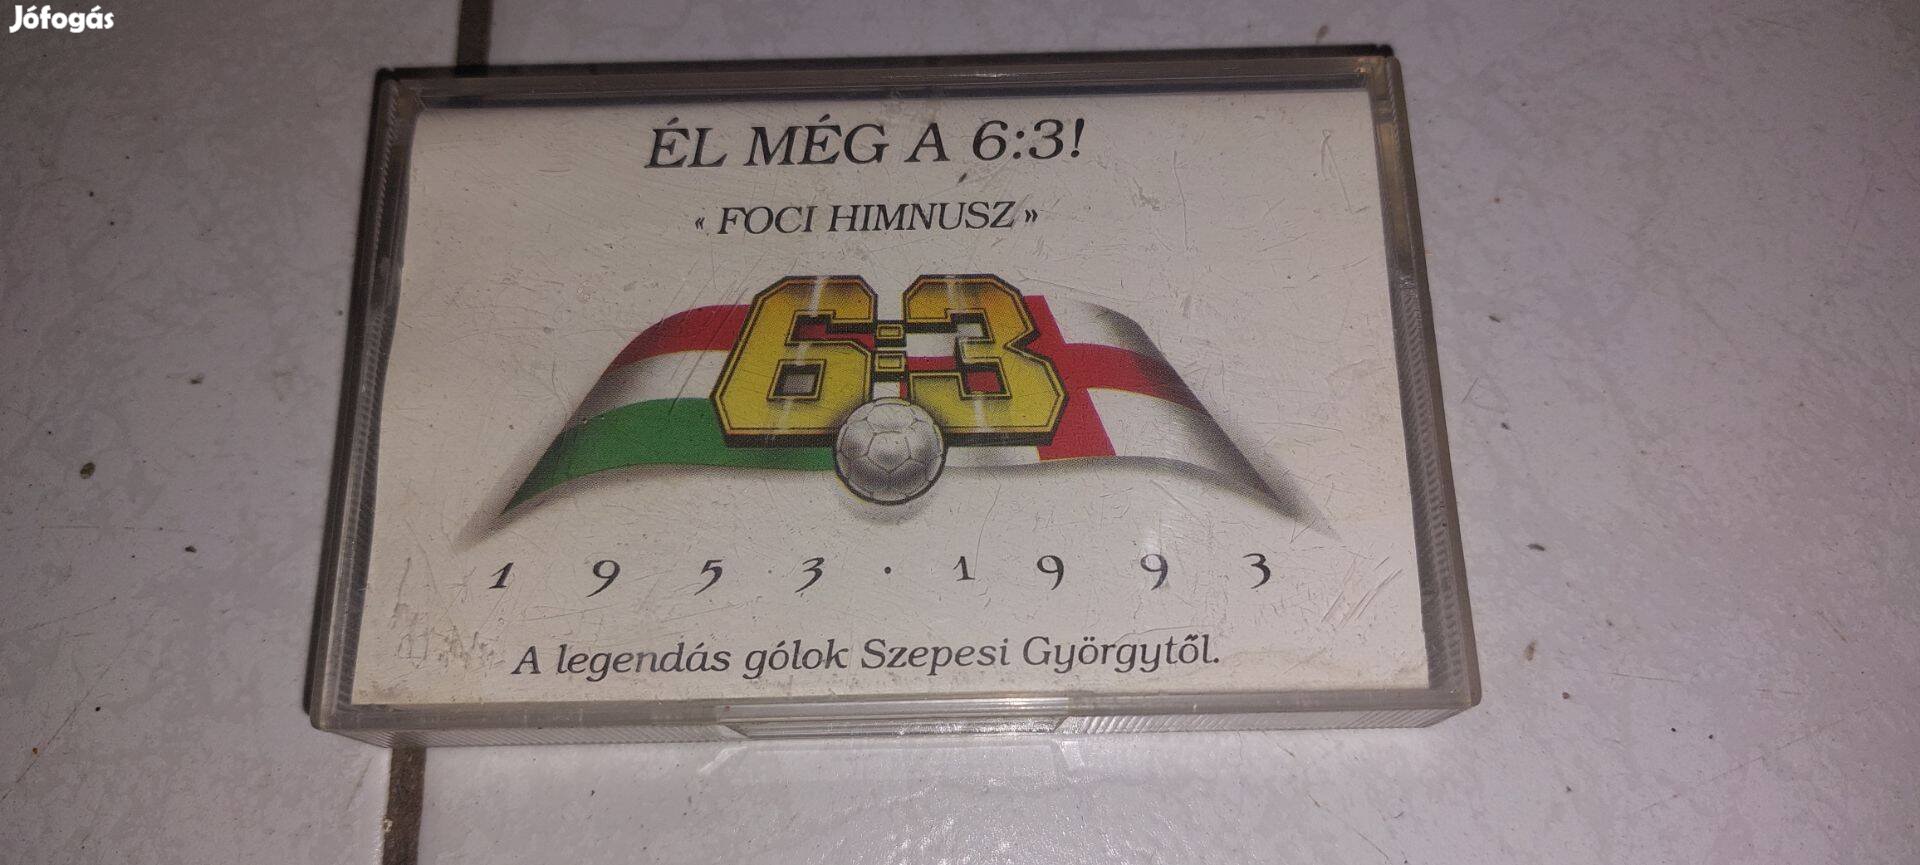 Jófogás
ÉL MÉG A 6:3!
« FOCI HIMNUSZ »
6:3
1953·1993
A legendás gólok Szepesi Györgytől.